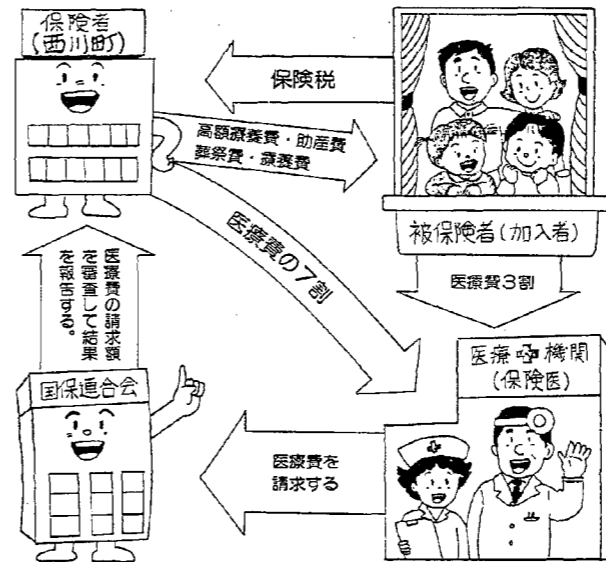 保険者
(西川町)
保険税
高額療養費・助産費
葬祭費・療養費
被保険者(加入者)
医療費の7割
医療費3割
医療機関
(保険医)
医療費を
請求する
国保連合会
医療費の請求額
を審査して結果
を報告する。